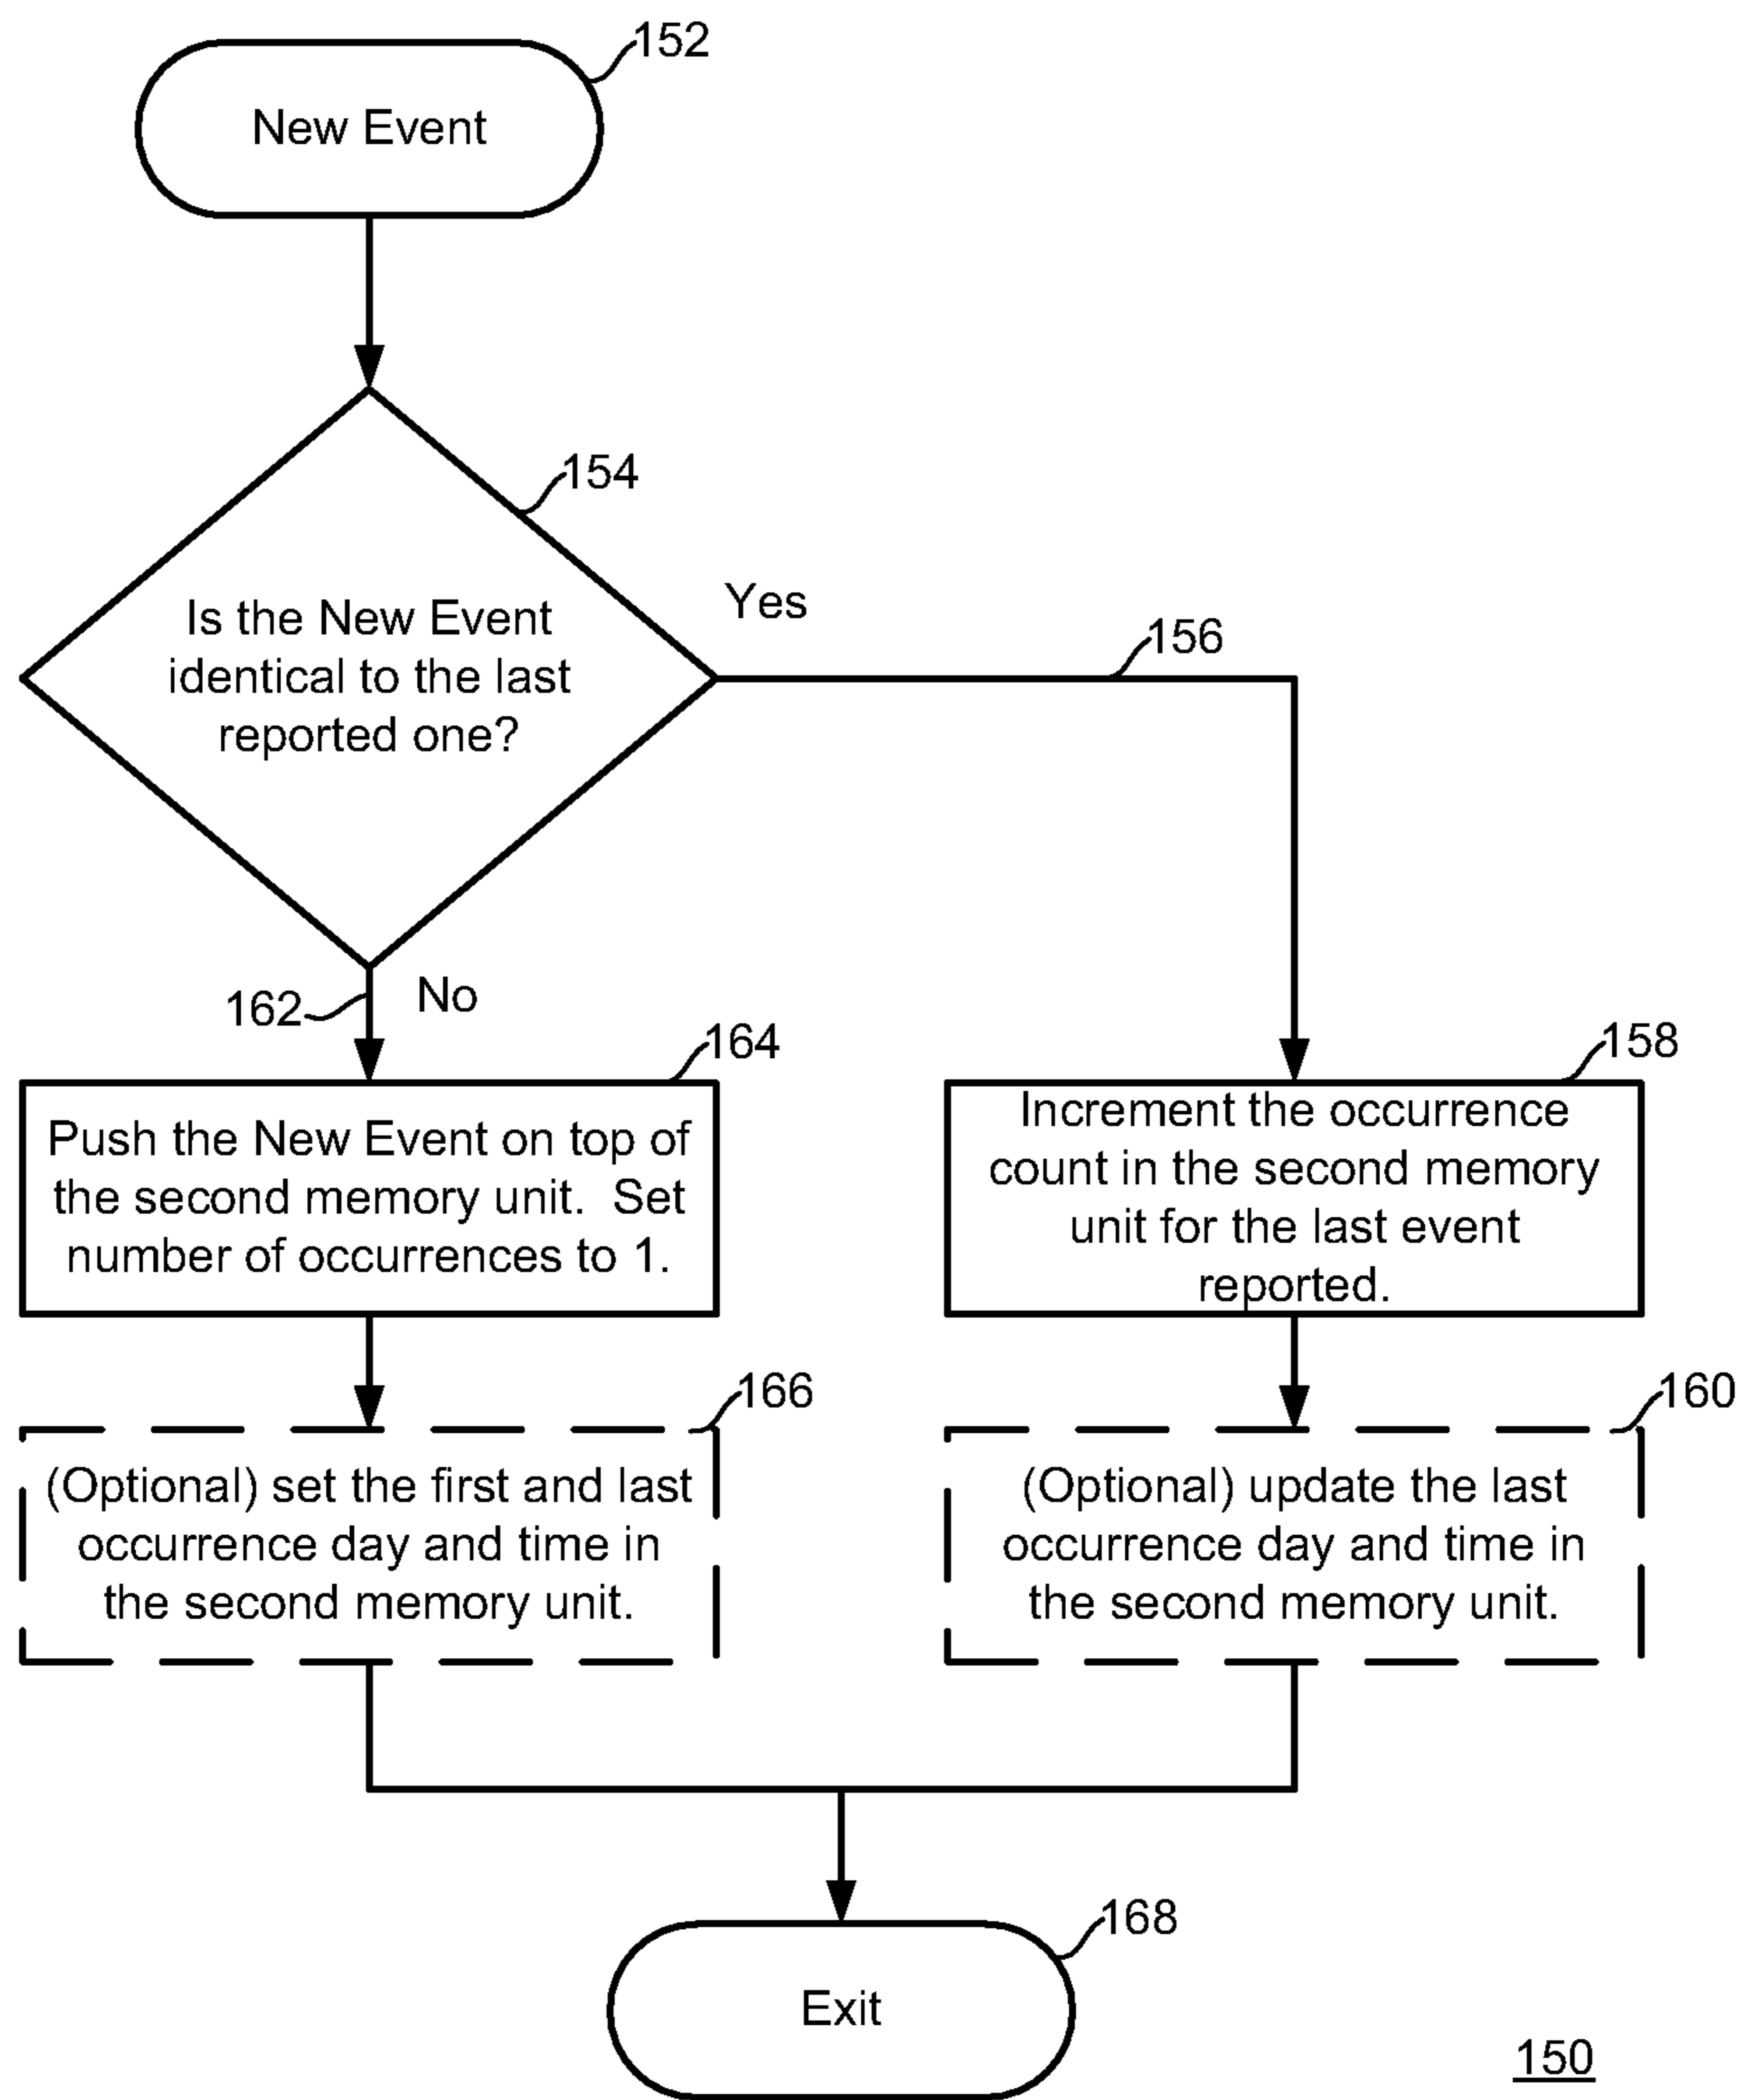 152
New Event
154
Is the New Event
identical to the last
reported one?
Yes
156
162
No
164
Push the New Event on top of
the second memory unit.  Set
number of occurrences to 1.
158
Increment the occurrence
count in the second memory
unit for the last event
reported.
166
(Optional) set the first and last
occurrence day and time in
the second memory unit.
160
(Optional) update the last
occurrence day and time in
the second memory unit.
168
Exit
150